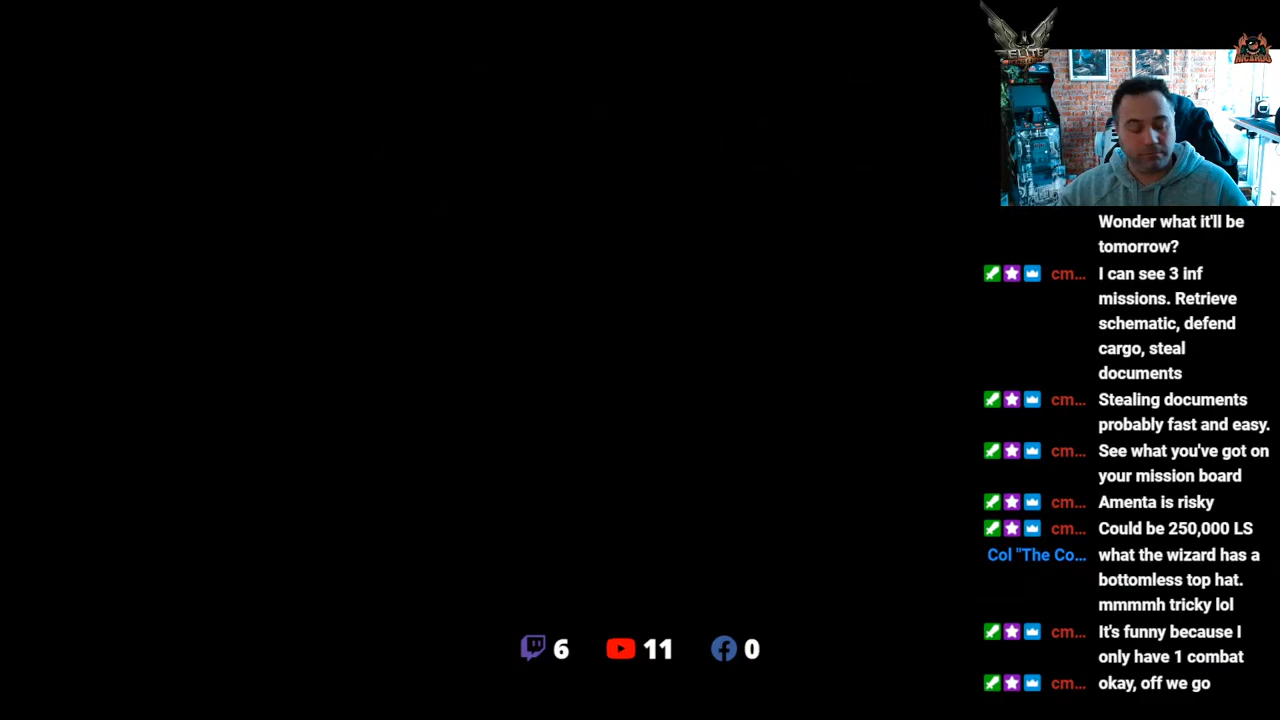 ELITE
RICARDO
Wonder what it'll be
tomorrow?
cm... I can see 3 inf
missions. Retrieve
schematic, defend
cargo, steal
documents
cm... Stealing documents
probably fast and easy.
cm... See what you've got on
your mission board
cm... Amenta is risky
cm... Could be 250,000 LS
Col "The Co... what the wizard has a
bottomless top hat.
mmmmh tricky lol
cm... It's funny because I
only have 1 combat
cm... okay, off we go
6 11 0